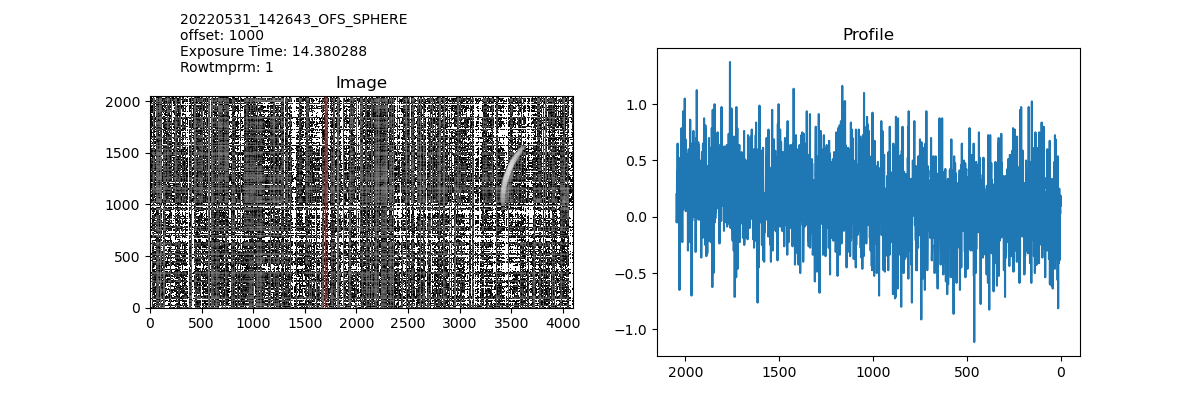 20220531_142643_OFS_SPHERE
offset: 1000
Exposure Time: 14.380288
Rowtmprm: 1
Image
2000
1500
1000
500
0
0 500 1000 1500 2000 2500 3000 3500 4000
Profile
1.0
0.5
0.0
−0.5
−1.0
2000 1500 1000 500 0